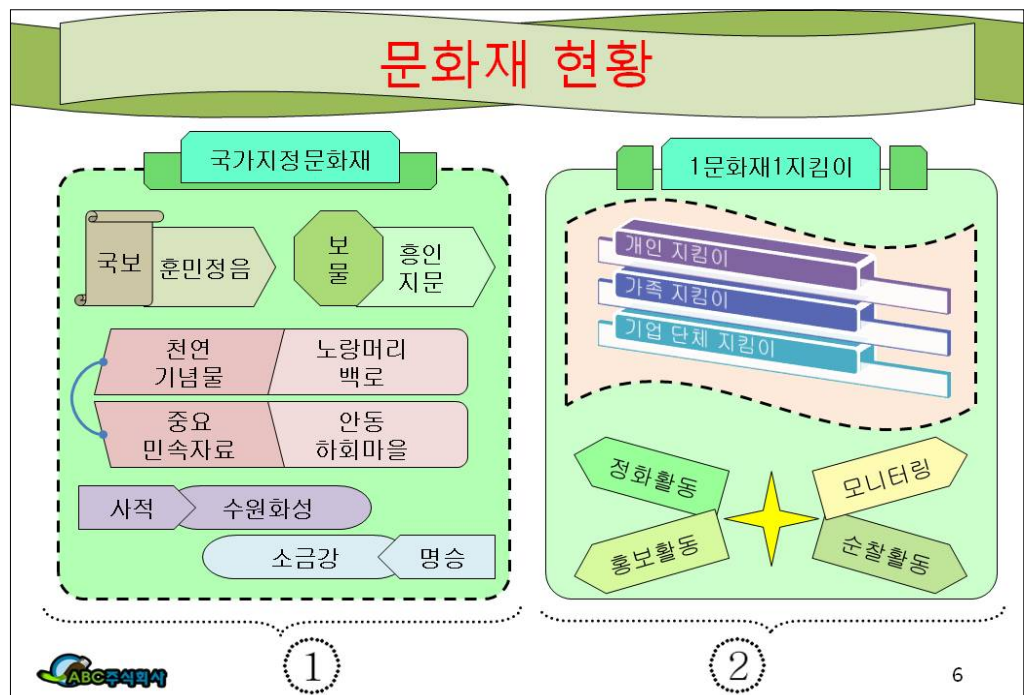 문화재 현황
국가지정문화재
국보
훈민정음
보
물
흥인
지문
천연
기념물
노랑머리
백로
중요
민속자료
안동
하회마을
사적
수원화성
소금강
명승
1
1문화재1지킴이
개인 지킴이
가족 지킴이
기업 단체 지킴이
정화활동
모니터링
홍보활동
순찰활동
2
ABC주식회사
6